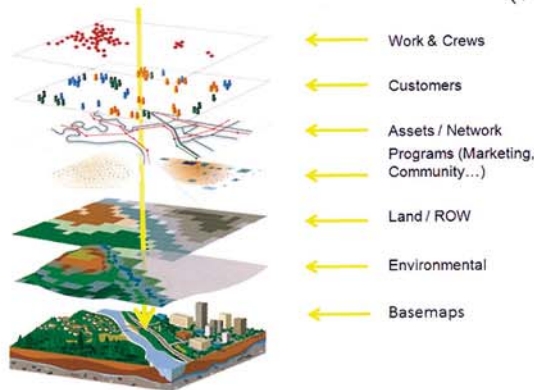 (
Work & Crews
Customers
Assets / Network
Programs (Marketing,
Community...)
Land / ROW
Environmental
Basemaps